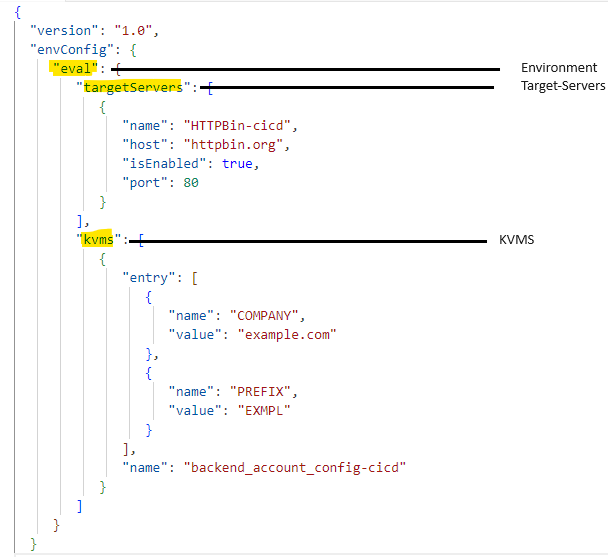 {
"version": "1.0",
"envConfig": {
"eval": { Environment
"targetServers": [ Target-Servers
{
"name": "HTTPBin-cicd",
"host": "httpbin.org",
"isEnabled": true,
"port": 80
}
],
"kvms": [ KVMS
{
"entry": [
{
"name": "COMPANY",
"value": "example.com"
},
{
"name": "PREFIX",
"value": "EXMPL"
}
],
"name": "backend_account_config-cicd"
}
]
}
}